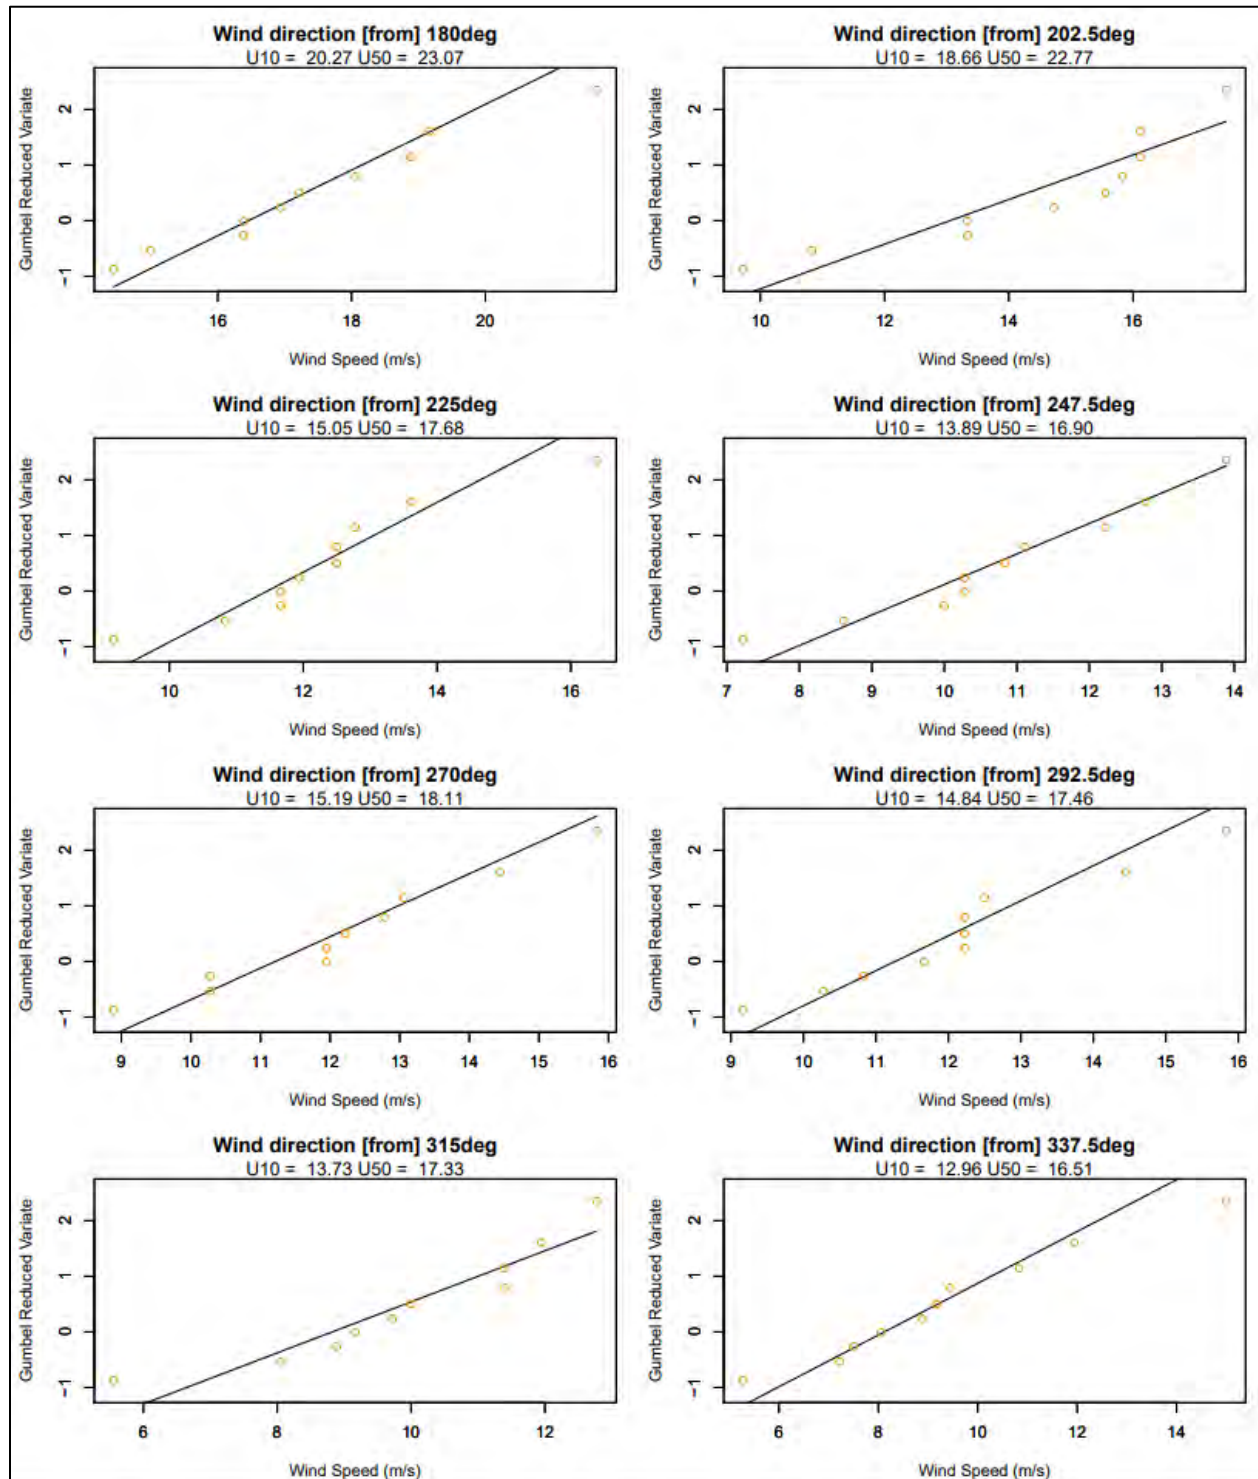 Wind direction [from] 180deg
U10 = 20.27 U50 = 23.07
Gumbel Reduced Variate
2
1
0
−1
16
18
20
Wind Speed (m/s)
Wind direction [from] 202.5deg
U10 = 18.66 U50 = 22.77
Gumbel Reduced Variate
2
1
0
−1
10
12
14
16
Wind Speed (m/s)
Wind direction [from] 225deg
U10 = 15.05 U50 = 17.68
Gumbel Reduced Variate
2
1
0
−1
10
12
14
16
Wind Speed (m/s)
Wind direction [from] 247.5deg
U10 = 13.89 U50 = 16.90
Gumbel Reduced Variate
2
1
0
−1
7
8
9
10
11
12
13
14
Wind Speed (m/s)
Wind direction [from] 270deg
U10 = 15.19 U50 = 18.11
Gumbel Reduced Variate
2
1
0
−1
9
10
11
12
13
14
15
16
Wind Speed (m/s)
Wind direction [from] 292.5deg
U10 = 14.84 U50 = 17.46
Gumbel Reduced Variate
2
1
0
−1
9
10
11
12
13
14
15
16
Wind Speed (m/s)
Wind direction [from] 315deg
U10 = 13.73 U50 = 17.33
Gumbel Reduced Variate
2
1
0
−1
6
8
10
12
Wind Speed (m/s)
Wind direction [from] 337.5deg
U10 = 12.96 U50 = 16.51
Gumbel Reduced Variate
2
1
0
−1
6
8
10
12
14
Wind Speed (m/s)